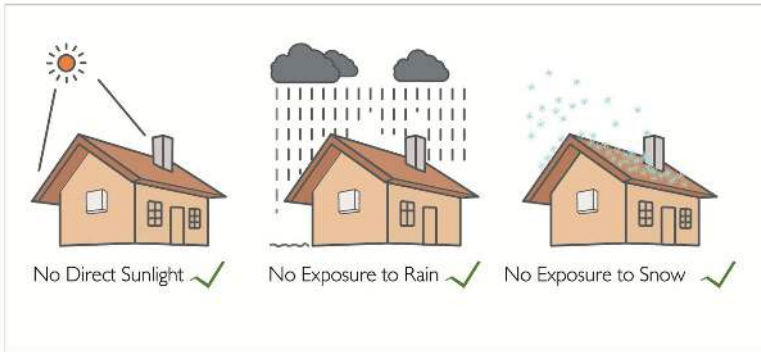 No Direct Sunlight
No Exposure to Rain
No Exposure to Snow